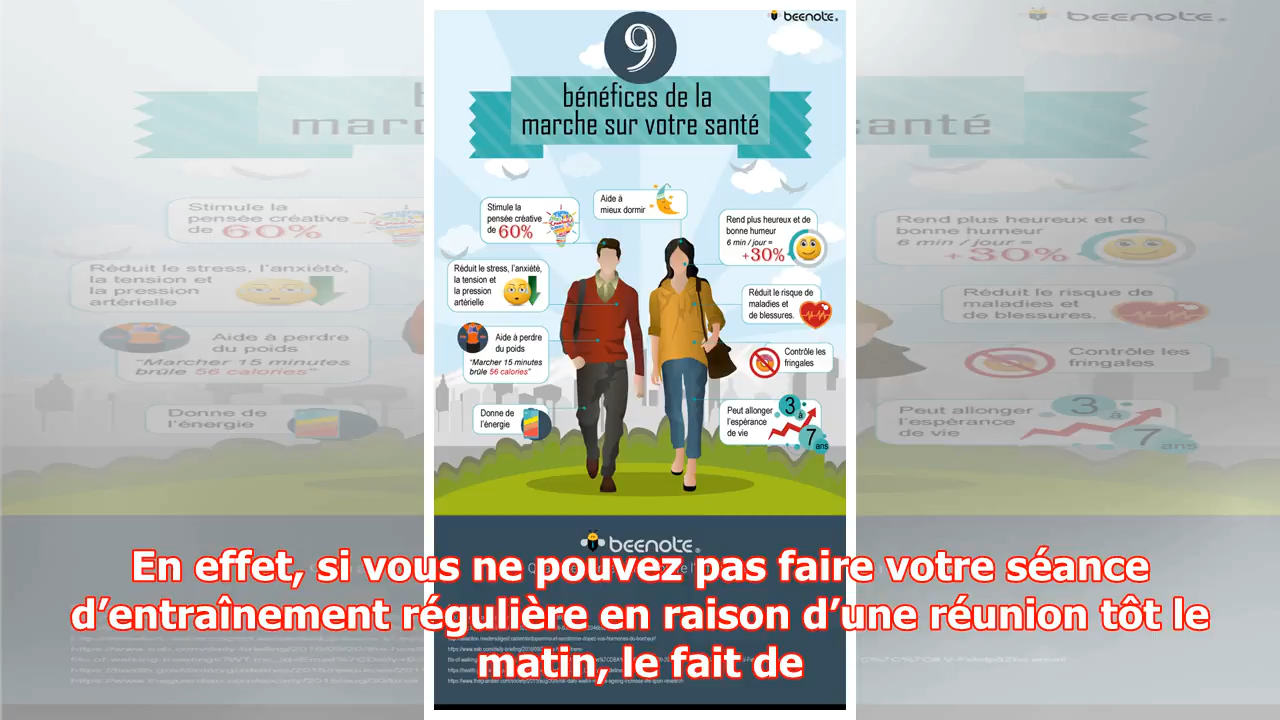 9
beenote®
bénéfices de la
marche sur votre santé
Stimule la
pensée créative
de 60%
Aide à
mieux dormir
Rend plus heureux et de
bonne humeur
6 min / jour =
+30%
Réduit le stress, l'anxiété,
la tension et
la pression
artérielle
Réduit le risque de
maladies et
de blessures.
Aide à perdre
du poids
"Marcher 15 minutes
brûle 56 calories"
Contrôle les
fringales
Donne de
l'énergie
Peut allonger
l'espérance
de vie
3
à
7
ans
beenote®
En effet, si vous ne pouvez pas faire votre séance
d’entraînement régulière en raison d’une réunion tôt le
matin, le fait de